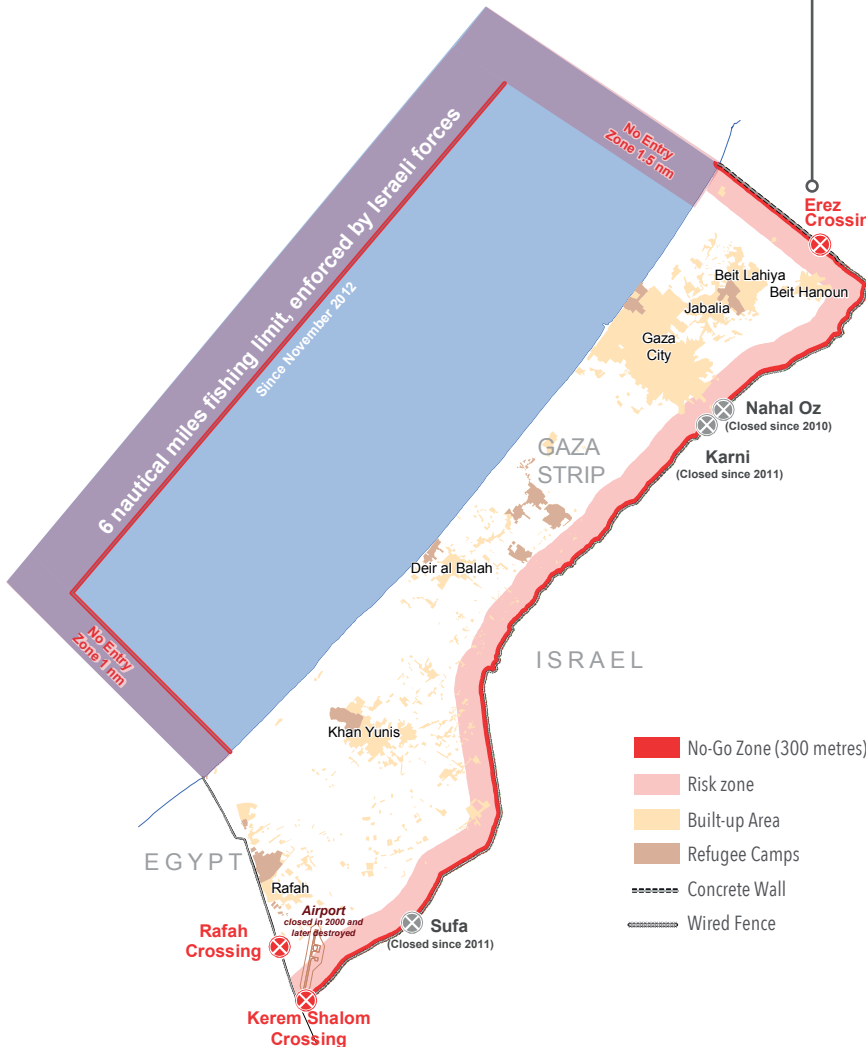 No Entry
Zone 1.5 nm
6 nautical miles fishing limit, enforced by Israeli forces
Since November 2012
Erez
Crossin
Beit Lahiya
Beit Hanoun
Jabalia
Gaza
City
Nahal Oz
(Closed since 2010)
Karni
(Closed since 2011)
GAZA
STRIP
Deir al Balah
ISRAEL
No Entry
Zone 1 nm
Khan Yunis
No-Go Zone (300 metres)
Risk zone
Built-up Area
Refugee Camps
Concrete Wall
Wired Fence
EGYPT
Rafah
Airport
closed in 2000 and
later destroyed
Sufa
(Closed since 2011)
Rafah
Crossing
Kerem Shalom
Crossing